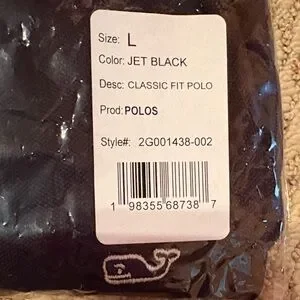 Size: L
Color: JET BLACK
Desc: CLASSIC FIT POLO
Prod: POLOS
Style#: 2G001438-002
1 98355 68738 7